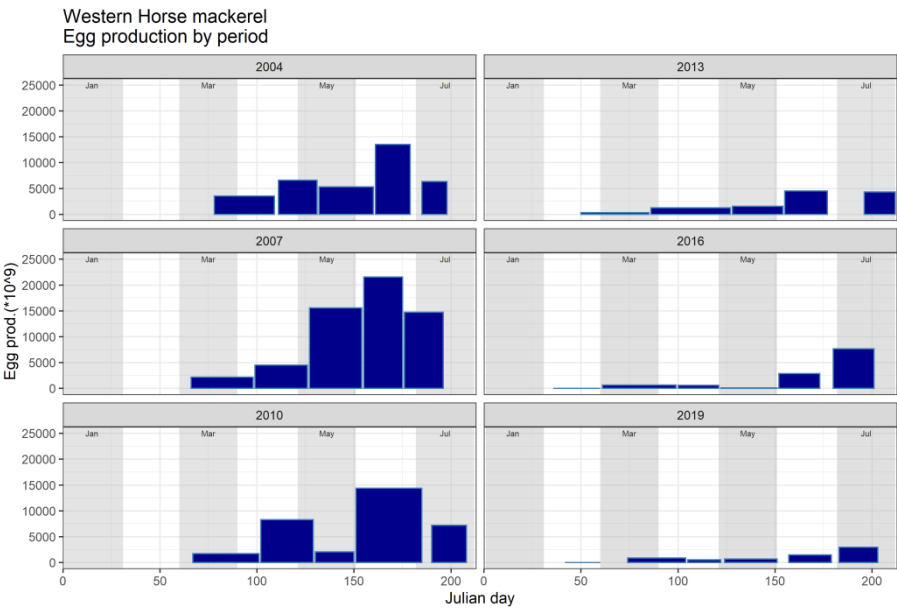 Western Horse mackerel
Egg production by period
2004 2013
25000 Jan Mar May Jul Jan Mar May Jul
20000
15000
10000
5000
0
2007 2016
25000 Jan Mar May Jul Jan Mar May Jul
20000
15000
10000
5000
0
Egg prod.(*10^9)
2010 2019
25000 Jan Mar May Jul Jan Mar May Jul
20000
15000
10000
5000
0
0 50 100 150 200 0 50 100 150 200
Julian day